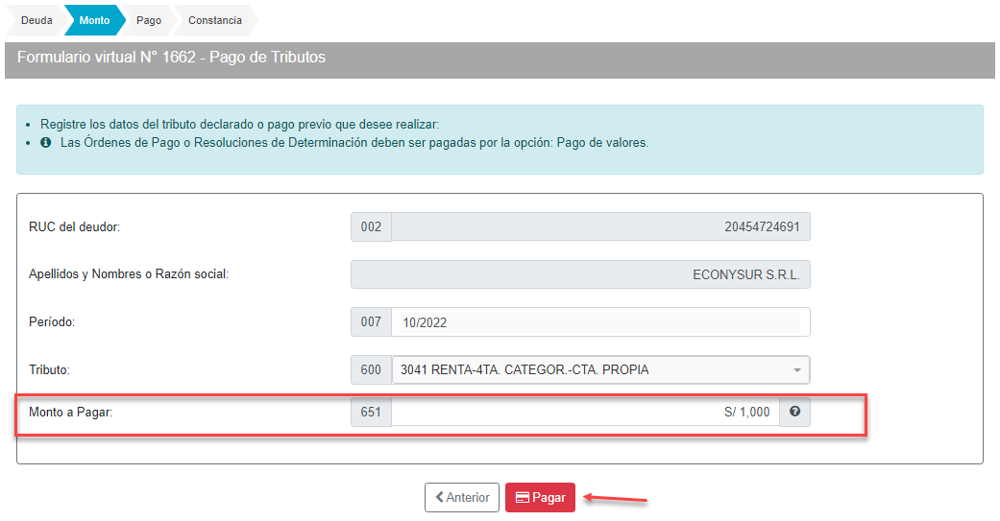 Deuda
Monto
Pago
Constancia
Formulario virtual N° 1662 - Pago de Tributos
Registre los datos del tributo declarado o pago previo que desee realizar:
Las Órdenes de Pago o Resoluciones de Determinación deben ser pagadas por la opción: Pago de valores.
RUC del deudor: 002 20454724691
Apellidos y Nombres o Razón social: ECONYSUR S.R.L.
Período: 007 10/2022
Tributo: 600 3041 RENTA-4TA. CATEGOR.-CTA. PROPIA
Monto a Pagar: 651 S/ 1,000
Anterior
Pagar